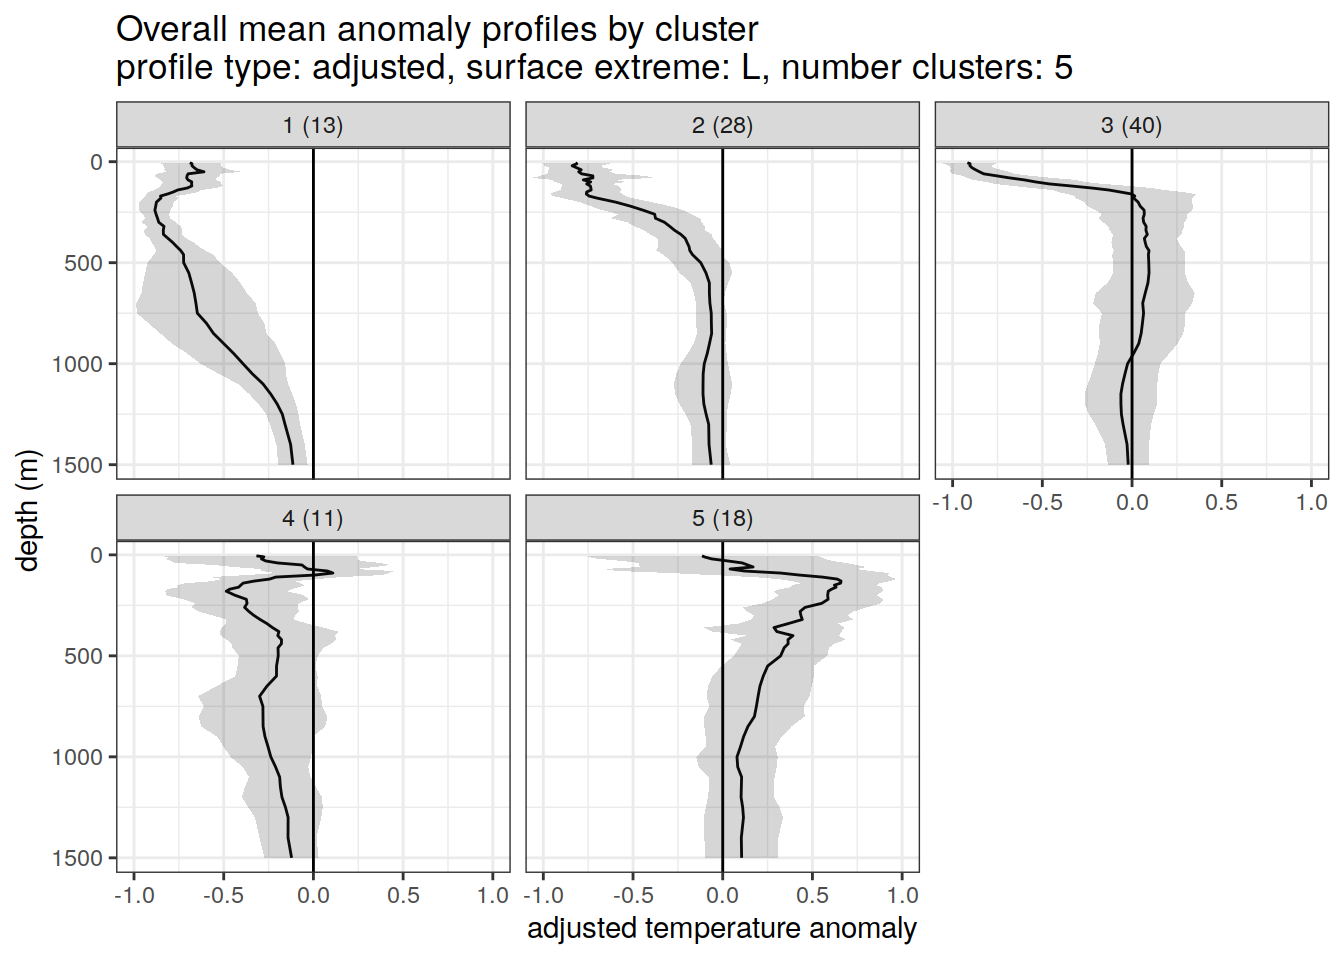 Overall mean anomaly profiles by cluster
profile type: adjusted, surface extreme: L, number clusters: 5
1 (13)
2 (28)
3 (40)
0
500
1000
1500
-1.0 -0.5 0.0 0.5 1.0
4 (11)
5 (18)
0
500
1000
1500
-1.0 -0.5 0.0 0.5 1.0
-1.0 -0.5 0.0 0.5 1.0
depth (m)
adjusted temperature anomaly